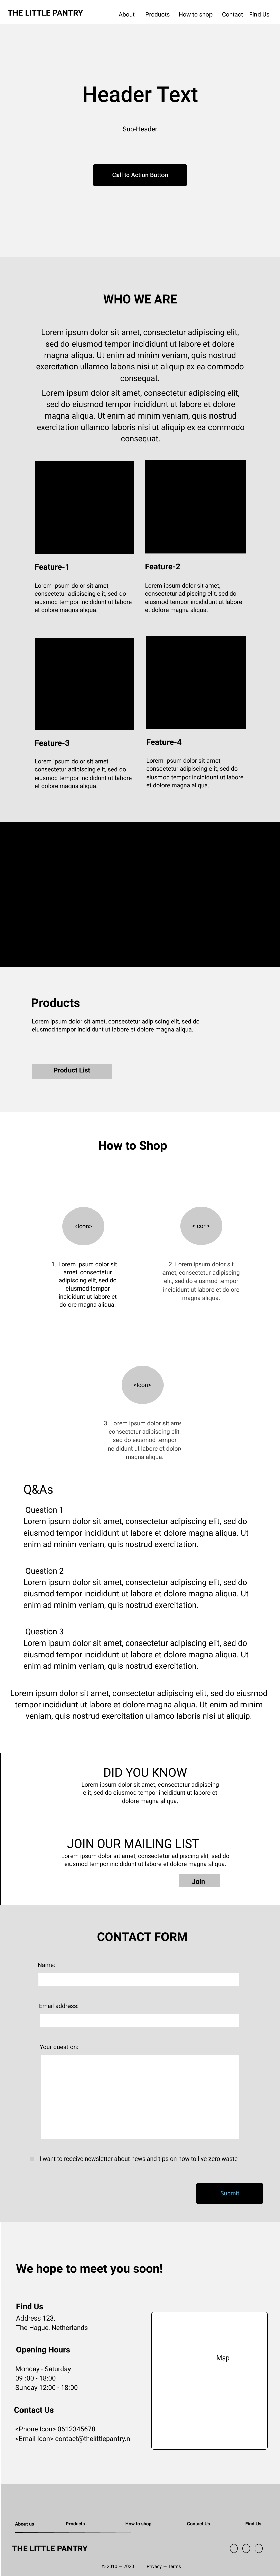 THE LITTLE PANTRY
About Products How to shop Contact Find Us
Header Text
Sub-Header
Call to Action Button
WHO WE ARE
Lorem ipsum dolor sit amet, consectetur adipiscing elit,
sed do eiusmod tempor incididunt ut labore et dolore
magna aliqua. Ut enim ad minim veniam, quis nostrud
exercitation ullamco laboris nisi ut aliquip ex ea commodo
consequat.
Lorem ipsum dolor sit amet, consectetur adipiscing elit,
sed do eiusmod tempor incididunt ut labore et dolore
magna aliqua. Ut enim ad minim veniam, quis nostrud
exercitation ullamco laboris nisi ut aliquip ex ea commodo
consequat.
Feature-1
Lorem ipsum dolor sit amet,
consectetur adipiscing elit, sed do
eiusmod tempor incididunt ut labore
et dolore magna aliqua.
Feature-2
Lorem ipsum dolor sit amet,
consectetur adipiscing elit, sed do
eiusmod tempor incididunt ut labore
et dolore magna aliqua.
Feature-3
Lorem ipsum dolor sit amet,
consectetur adipiscing elit, sed do
eiusmod tempor incididunt ut labore
et dolore magna aliqua.
Feature-4
Lorem ipsum dolor sit amet,
consectetur adipiscing elit, sed do
eiusmod tempor incididunt ut labore
et dolore magna aliqua.
Products
Lorem ipsum dolor sit amet, consectetur adipiscing elit, sed do
eiusmod tempor incididunt ut labore et dolore magna aliqua.
Product List
How to Shop
<Icon>
1. Lorem ipsum dolor sit
amet, consectetur
adipiscing elit, sed do
eiusmod tempor
incididunt ut labore et
dolore magna aliqua.
<Icon>
2. Lorem ipsum dolor sit
amet, consectetur adipiscing
elit, sed do eiusmod tempor
incididunt ut labore et dolore
magna aliqua.
<Icon>
3. Lorem ipsum dolor sit ame
consectetur adipiscing elit,
sed do eiusmod tempor
incididunt ut labore et dolore
magna aliqua.
Q&As
Question 1
Lorem ipsum dolor sit amet, consectetur adipiscing elit, sed do
eiusmod tempor incididunt ut labore et dolore magna aliqua. Ut
enim ad minim veniam, quis nostrud exercitation.
Question 2
Lorem ipsum dolor sit amet, consectetur adipiscing elit, sed do
eiusmod tempor incididunt ut labore et dolore magna aliqua. Ut
enim ad minim veniam, quis nostrud exercitation.
Question 3
Lorem ipsum dolor sit amet, consectetur adipiscing elit, sed do
eiusmod tempor incididunt ut labore et dolore magna aliqua. Ut
enim ad minim veniam, quis nostrud exercitation.
Lorem ipsum dolor sit amet, consectetur adipiscing elit, sed do eiusmod
tempor incididunt ut labore et dolore magna aliqua. Ut enim ad minim
veniam, quis nostrud exercitation ullamco laboris nisi ut aliquip.
DID YOU KNOW
Lorem ipsum dolor sit amet, consectetur adipiscing
elit, sed do eiusmod tempor incididunt ut labore et
dolore magna aliqua.
JOIN OUR MAILING LIST
Lorem ipsum dolor sit amet, consectetur adipiscing elit, sed do
eiusmod tempor incididunt ut labore et dolore magna aliqua.
Join
CONTACT FORM
Name:
Email address:
Your question:
I want to receive newsletter about news and tips on how to live zero waste
Submit
We hope to meet you soon!
Find Us
Address 123,
The Hague, Netherlands
Opening Hours
Monday - Saturday
09.:00 - 18:00
Sunday 12:00 - 18:00
Contact Us
<Phone Icon> 0612345678
<Email Icon> contact@thelittlepantry.nl
Map
About us Products How to shop Contact Us Find Us
THE LITTLE PANTRY
© 2010 — 2020 Privacy — Terms